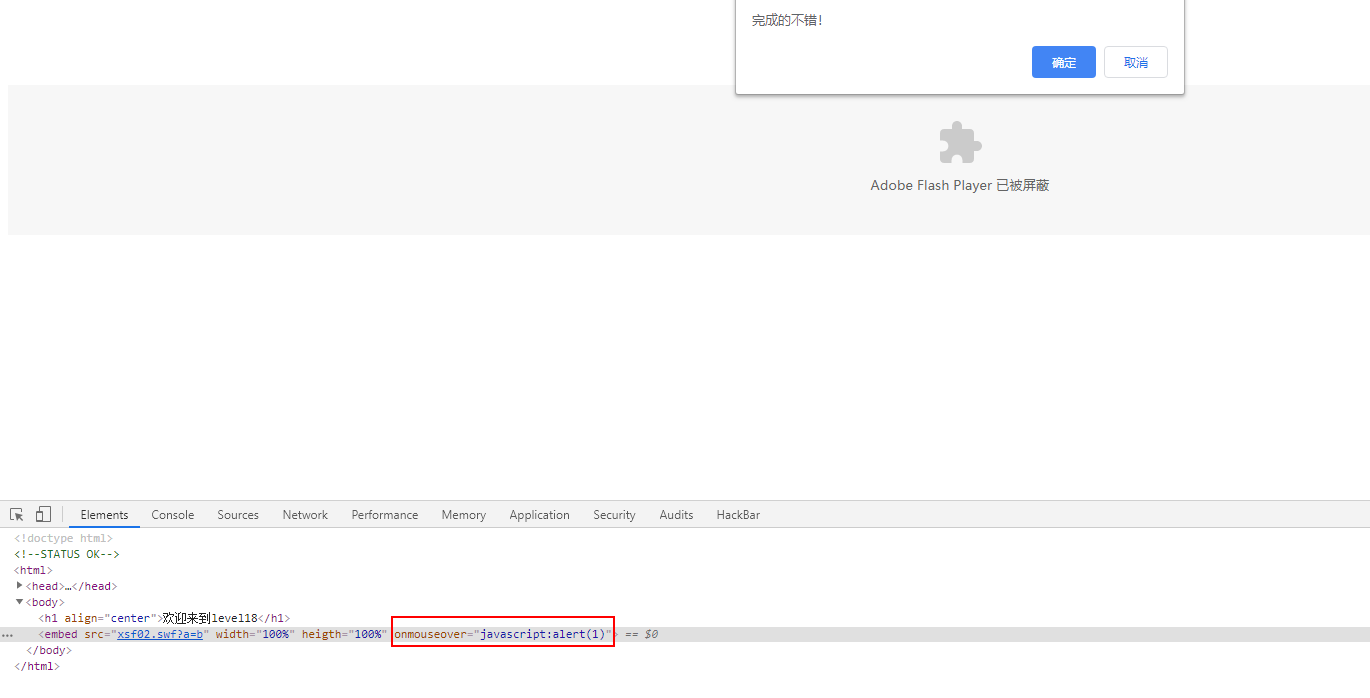 完成的不错!
确定 取消
Adobe Flash Player 已被屏蔽
Elements Console Sources Network Performance Memory Application Security Audits HackBar
<!doctype html>
<!--STATUS OK-->
<html>
<head>…</head>
<body>
<h1 align="center">欢迎来到level18</h1>
<embed src="xsf02.swf?a=b" width="100%" heigth="100%" onmouseover="javascript:alert(1)"> == $0
</body>
</html>